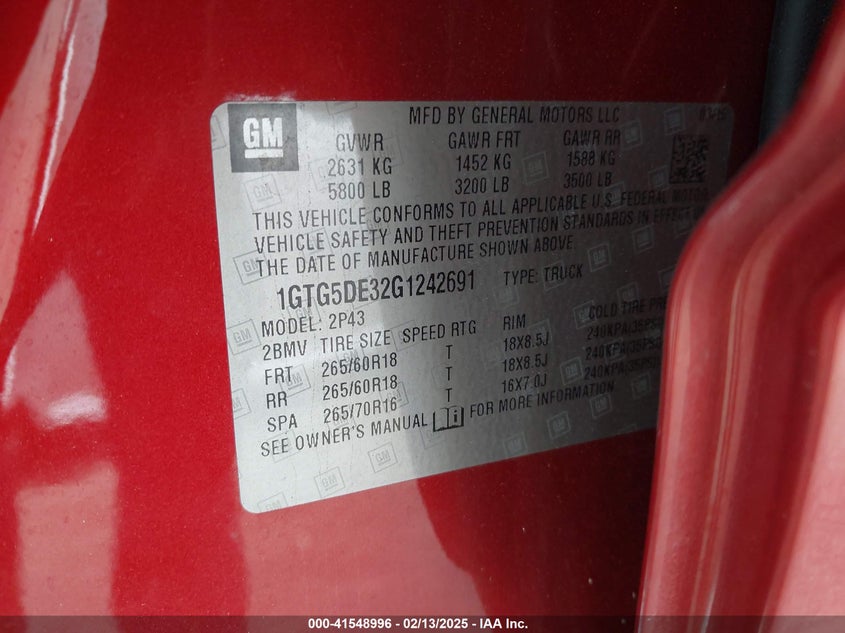 GM
MFD BY GENERAL MOTORS LLC
GVWR GAWR FRT GAWR RR
2631 KG 1452 KG 1588 KG
5800 LB 3200 LB 3500 LB
THIS VEHICLE CONFORMS TO ALL APPLICABLE U.S. FEDERAL MOTOR
VEHICLE SAFETY AND THEFT PREVENTION STANDARDS IN EFFECT
THE DATE OF MANUFACTURE SHOWN ABOVE
1GTG5DE32G1242691 TYPE: TRUCK
MODEL: 2P43
2BMV TIRE SIZE SPEED RTG RIM COLD TIRE
FRT 265/60R18 T 18X8.5J 240KPA(35PSI)
RR 265/60R18 T 18X8.5J 240KPA(35PSI)
SPA 265/70R16 T 16X7.0J 240KPA(35PSI)
SEE OWNER'S MANUAL FOR MORE INFORMATION
000-41548996 - 02/13/2025 - IAA Inc.